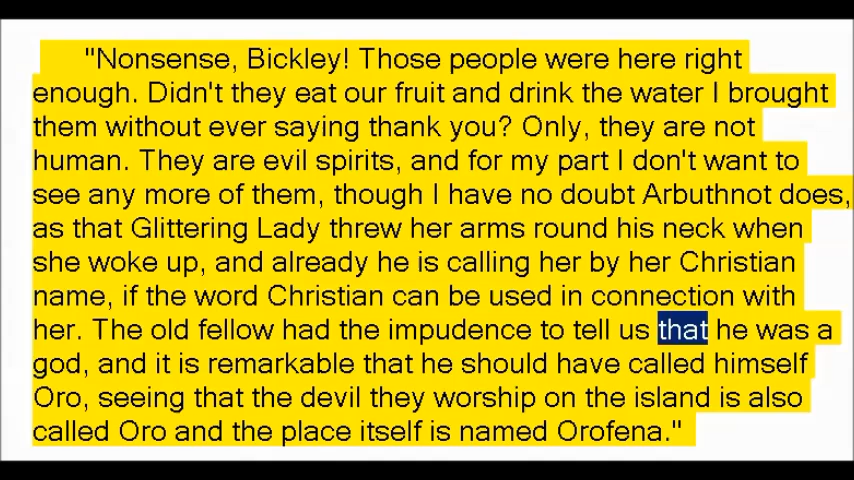 "Nonsense, Bickley! Those people were here right
enough. Didn't they eat our fruit and drink the water I brought
them without ever saying thank you? Only, they are not
human. They are evil spirits, and for my part I don't want to
see any more of them, though I have no doubt Arbuthnot does,
as that Glittering Lady threw her arms round his neck when
she woke up, and already he is calling her by her Christian
name, if the word Christian can be used in connection with
her. The old fellow had the impudence to tell us that he was a
god, and it is remarkable that he should have called himself
Oro, seeing that the devil they worship on the island is also
called Oro and the place itself is named Orofena."